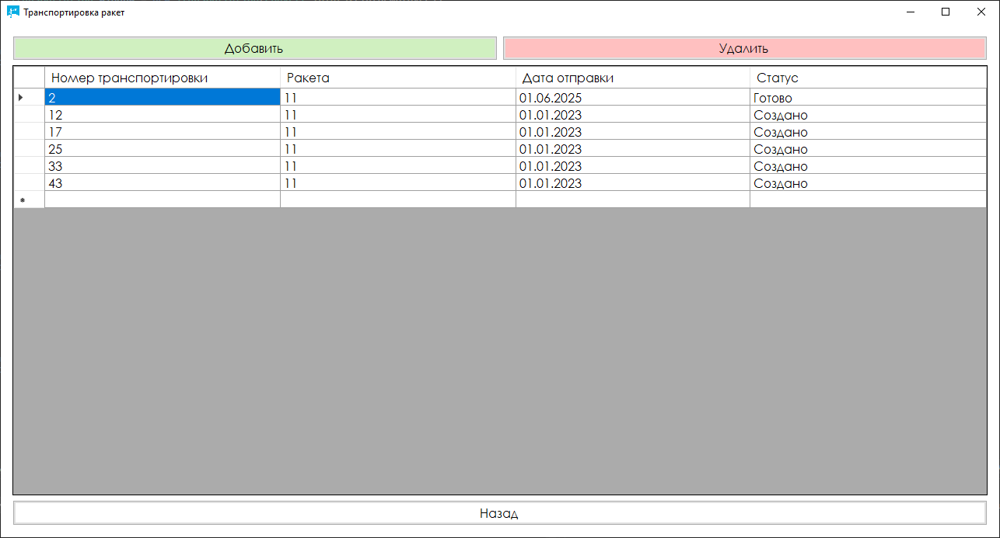 Транспортировка ракет
Добавить Удалить
Номер транспортировки Ракета Дата отправки Статус
2 11 01.06.2025 Готово
12 11 01.01.2023 Создано
17 11 01.01.2023 Создано
25 11 01.01.2023 Создано
33 11 01.01.2023 Создано
43 11 01.01.2023 Создано
Назад